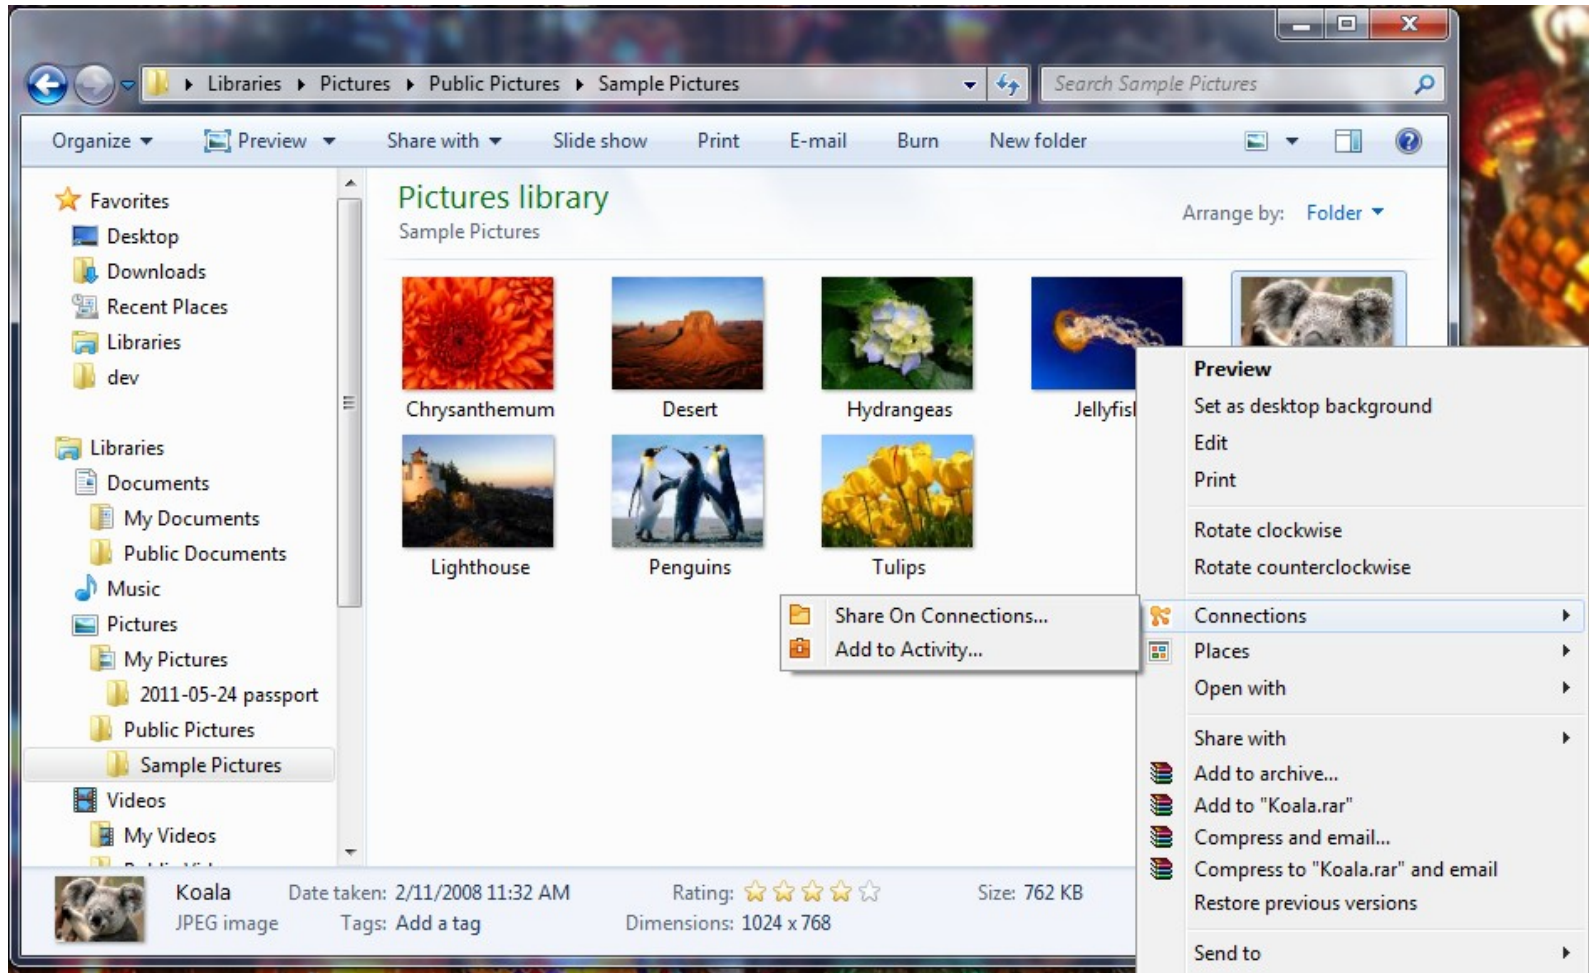 Libraries Pictures Public Pictures Sample Pictures
Search Sample Pictures
Organize Preview Share with Slide show Print E-mail Burn New folder
Favorites
Desktop
Downloads
Recent Places
Libraries
dev
Libraries
Documents
My Documents
Public Documents
Music
Pictures
My Pictures
2011-05-24 passport
Public Pictures
Sample Pictures
Videos
My Videos
Pictures library
Sample Pictures
Arrange by: Folder
Chrysanthemum Desert Hydrangeas
Lighthouse Penguins Tulips
Preview
Set as desktop background
Edit
Print
Rotate clockwise
Rotate counterclockwise
Connections
Share On Connections...
Add to Activity...
Places
Open with
Share with
Add to archive...
Add to "Koala.rar"
Compress and email...
Compress to "Koala.rar" and email
Restore previous versions
Send to
Koala Date taken: 2/11/2008 11:32 AM Rating: Size: 762 KB
JPEG image Tags: Add a tag Dimensions: 1024 x 768